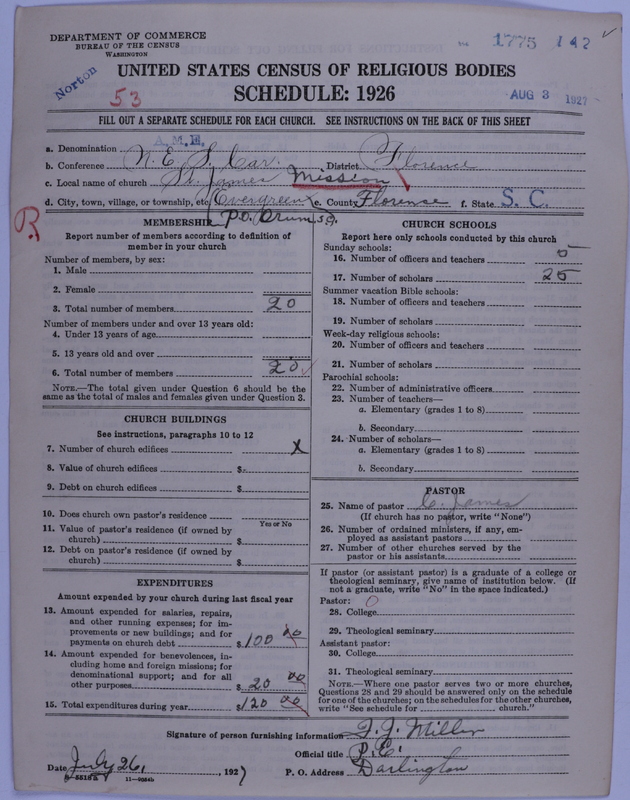 DEPARTMENT OF COMMERCE
BUREAU OF THE CENSUS
WASHINGTON
1775 142
Norton
53
UNITED STATES CENSUS OF RELIGIOUS BODIES
SCHEDULE: 1926
AUG 3 1927
FILL OUT A SEPARATE SCHEDULE FOR EACH CHURCH. SEE INSTRUCTIONS ON THE BACK OF THIS SHEET
a. Denomination A. M. E.
b. Conference N. E. S. Car. , District Florence
c. Local name of church St. James Mission
d. City, town, village, or township, etc. Evergreen e. County Florence f. State S. C.
P.O.
R
MEMBERSHIP
Report number of members according to definition of
member in your church
Number of members, by sex:
1. Male
2. Female
3. Total number of members 20
Number of members under and over 13 years old:
4. Under 13 years of age
5. 13 years old and over
6. Total number of members 20
NOTE.—The total given under Question 6 should be the
same as the total of males and females given under Question 3.
CHURCH BUILDINGS
See instructions, paragraphs 10 to 12
7. Number of church edifices X
8. Value of church edifices $
9. Debt on church edifices $
10. Does church own pastor's residence
Yes or No
11. Value of pastor's residence (if owned by
church) $
12. Debt on pastor's residence (if owned by
church) $
EXPENDITURES
Amount expended by your church during last fiscal year
13. Amount expended for salaries, repairs,
and other running expenses; for im-
provements or new buildings; and for
payments on church debt $100 00
14. Amount expended for benevolences, in-
cluding home and foreign missions; for
denominational support; and for all
other purposes $20 00
15. Total expenditures during year $120 00
CHURCH SCHOOLS
Report here only schools conducted by this church
Sunday schools:
16. Number of officers and teachers 5
17. Number of scholars 25
Summer vacation Bible schools:
18. Number of officers and teachers
19. Number of scholars
Week-day religious schools:
20. Number of officers and teachers
21. Number of scholars
Parochial schools:
22. Number of administrative officers
23. Number of teachers—
a. Elementary (grades 1 to 8)
b. Secondary
24. Number of scholars—
a. Elementary (grades 1 to 8)
b. Secondary
PASTOR
25. Name of pastor C. James
(If church has no pastor, write "None")
26. Number of ordained ministers, if any, em-
ployed as assistant pastors
27. Number of other churches served by the
pastor or his assistants
If pastor (or assistant pastor) is a graduate of a college or
theological seminary, give name of institution below. (If
not a graduate, write "No" in the space indicated.)
Pastor: 0
28. College
29. Theological seminary
Assistant pastor:
30. College
31. Theological seminary
NOTE.—Where one pastor serves two or more churches,
Questions 28 and 29 should be answered only on the schedule
for one of the churches; on the schedules for the other churches,
write "See schedule for church."
Signature of person furnishing information J. J. Miller
Official title P. E.
Date July 26, , 1927 P. O. Address Darlington